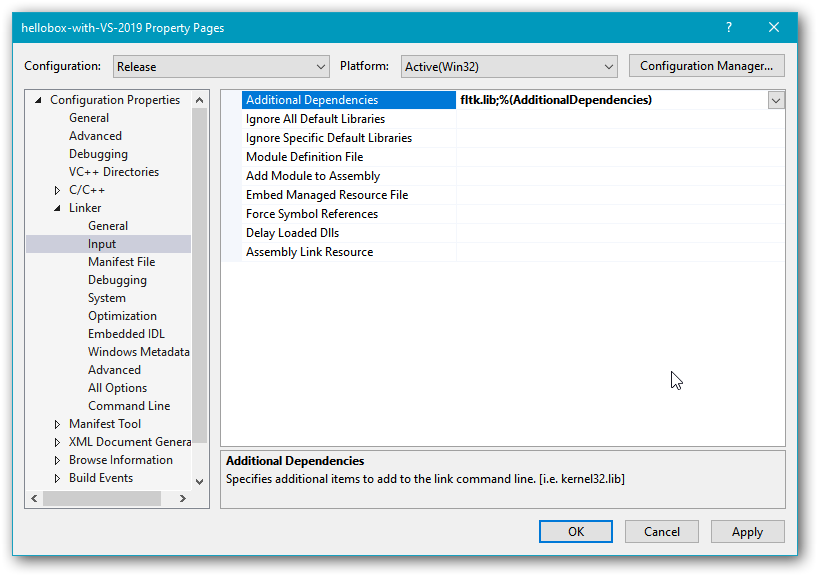 hellobox-with-VS-2019 Property Pages
Configuration: Release Platform: Active(Win32) Configuration Manager...
Configuration Properties
General
Advanced
Debugging
VC++ Directories
C/C++
Linker
General
Input
Manifest File
Debugging
System
Optimization
Embedded IDL
Windows Metadata
Advanced
All Options
Command Line
Manifest Tool
XML Document Genera
Browse Information
Build Events
Additional Dependencies fltk.lib;%(AdditionalDependencies)
Ignore All Default Libraries
Ignore Specific Default Libraries
Module Definition File
Add Module to Assembly
Embed Managed Resource File
Force Symbol References
Delay Loaded Dlls
Assembly Link Resource
Additional Dependencies
Specifies additional items to add to the link command line. [i.e. kernel32.lib]
OK Cancel Apply